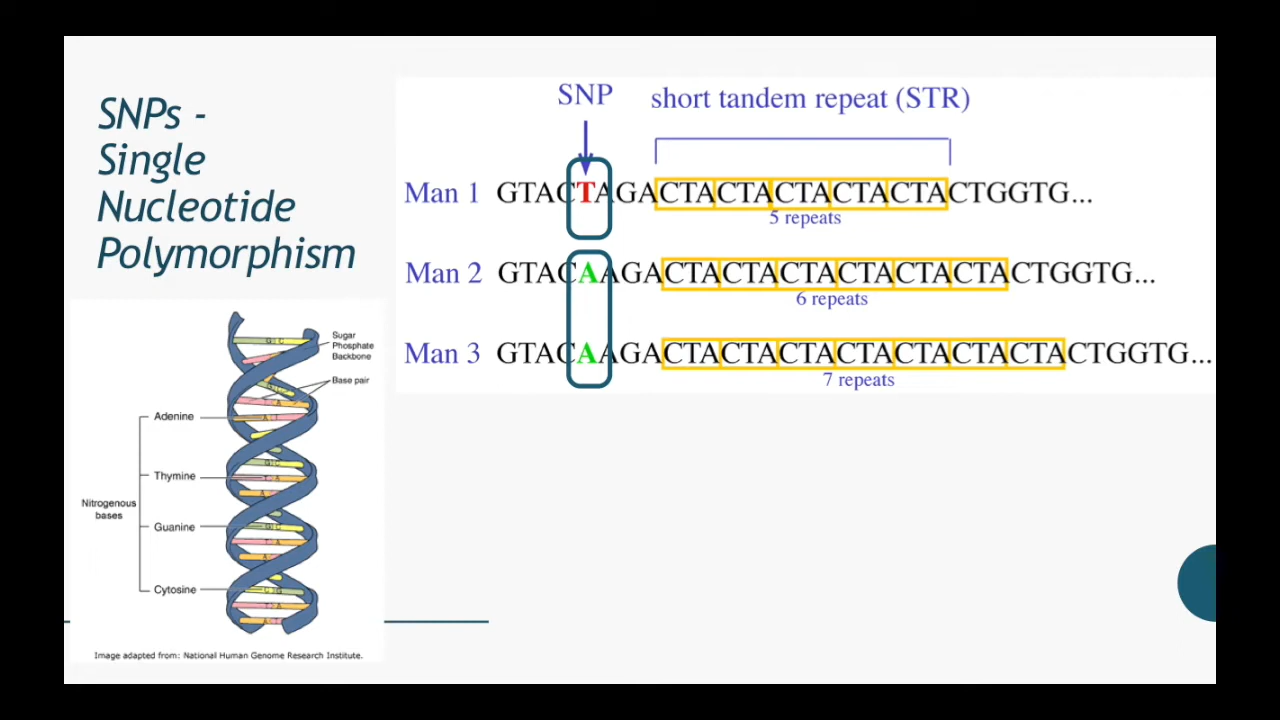 SNPs -
Single
Nucleotide
Polymorphism
SNP
short tandem repeat (STR)
Man 1 GTACTAGACTACTACTACTACTACTGGTG...
5 repeats
Man 2 GTACAAGACTACTACTACTACTACTACTGGTG...
6 repeats
Man 3 GTACAAGACTACTACTACTACTACTACTACTGGTG...
7 repeats
Sugar
Phosphate
Backbone
Base pair
Adenine
Thymine
Nitrogenous
bases
Guanine
Cytosine
Image adapted from: National Human Genome Research Institute.